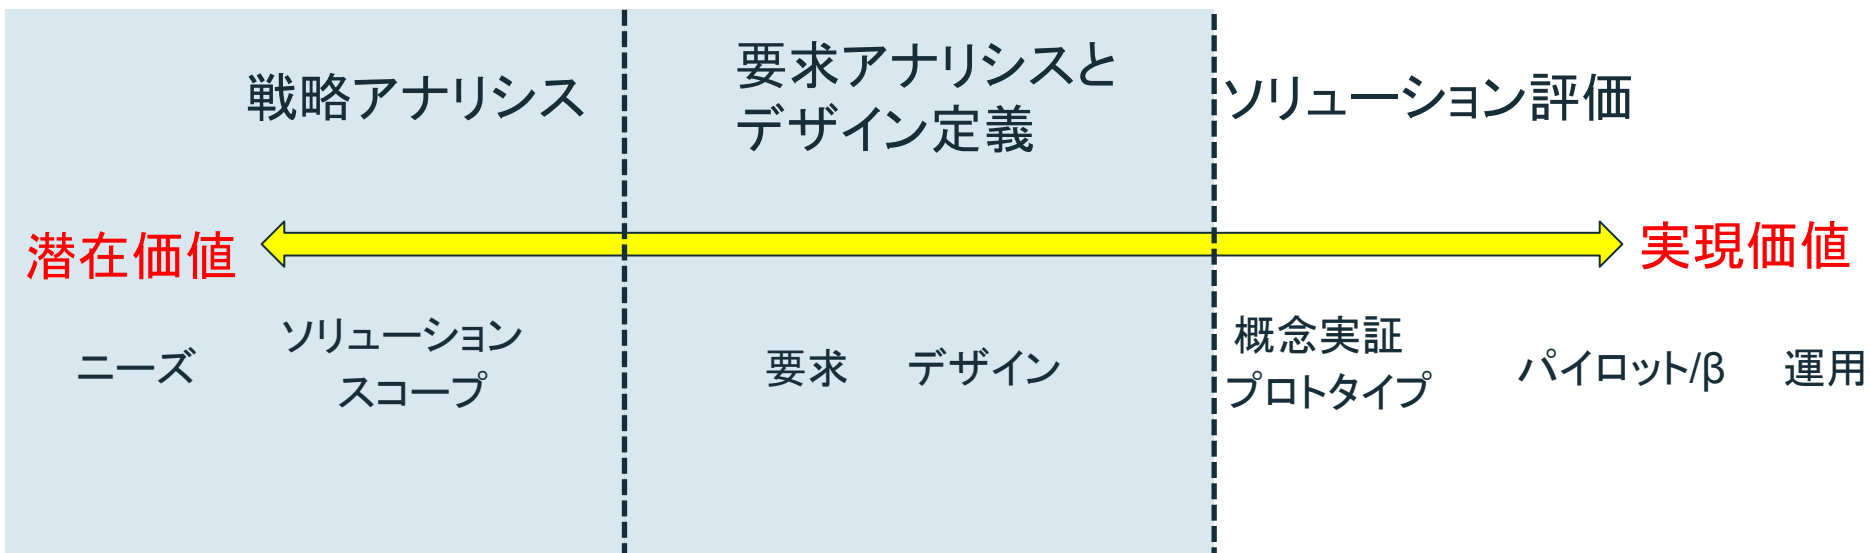 戦略アナリシス
要求アナリシスと
デザイン定義
ソリューション評価
潜在価値
実現価値
ニーズ
ソリューション
スコープ
要求
デザイン
概念実証
プロトタイプ
パイロット/β
運用